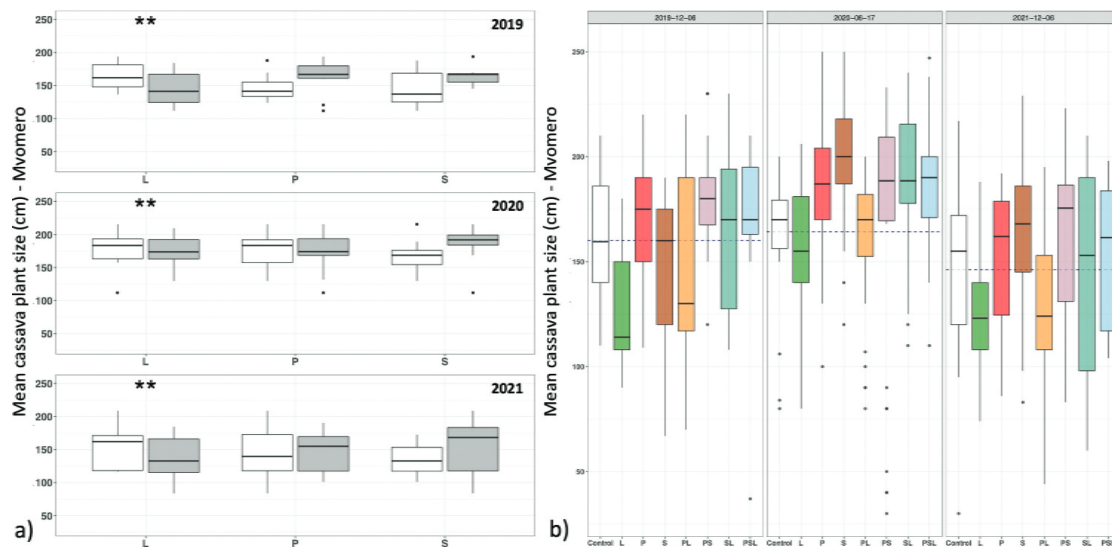 Mean cassava plant size (cm) - Mvomero
250
200
150
100
50
** 2019
L P S
250
200
150
100
50
** 2020
L P S
250
200
150
100
50
** 2021
L P S
a)
Mean cassava plant size (cm) - Mvomero
2019-12-06 2020-06-17 2021-12-06
250
200
150
100
50
Control L P S PL PS SL PSL Control L P S PL PS SL PSL Control L P S PL PS SL PSL
b)